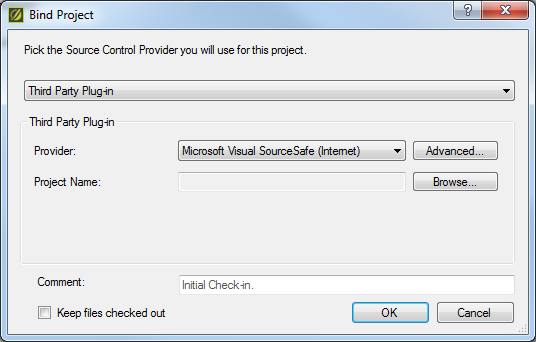 Bind Project
Pick the Source Control Provider you will use for this project.
Third Party Plug-in
Third Party Plug-in
Provider: Microsoft Visual SourceSafe (Internet) Advanced...
Project Name: Browse...
Comment: Initial Check-in.
Keep files checked out OK Cancel